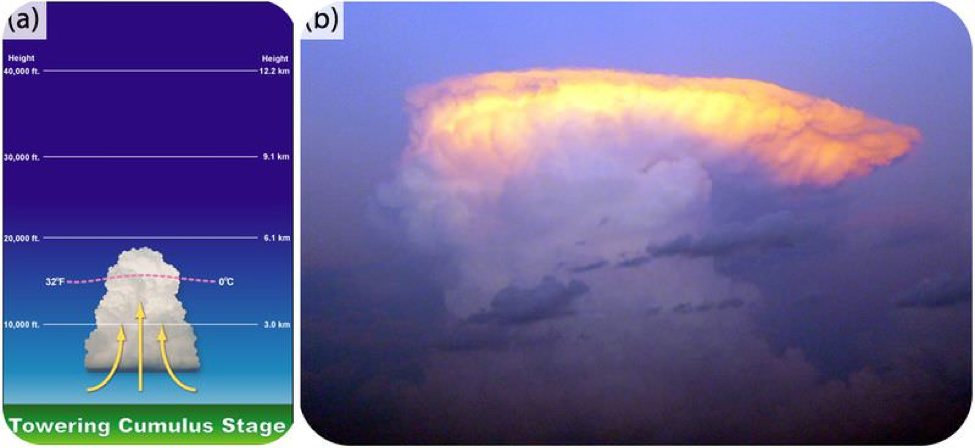 (a)
(b)
Height Height
40,000 ft. 12.2 km
30,000 ft. 9.1 km
20,000 ft. 6.1 km
32°F 0°C
10,000 ft. 3.0 km
Towering Cumulus Stage